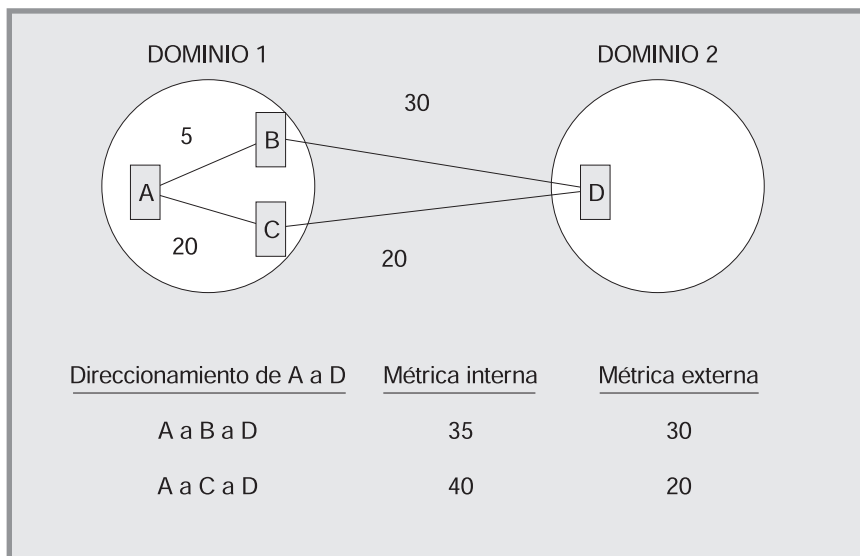 DOMINIO 1 DOMINIO 2
30
5
B
A D
C
20
20
Direccionamiento de A a D Métrica interna Métrica externa
A a B a D 35 30
A a C a D 40 20